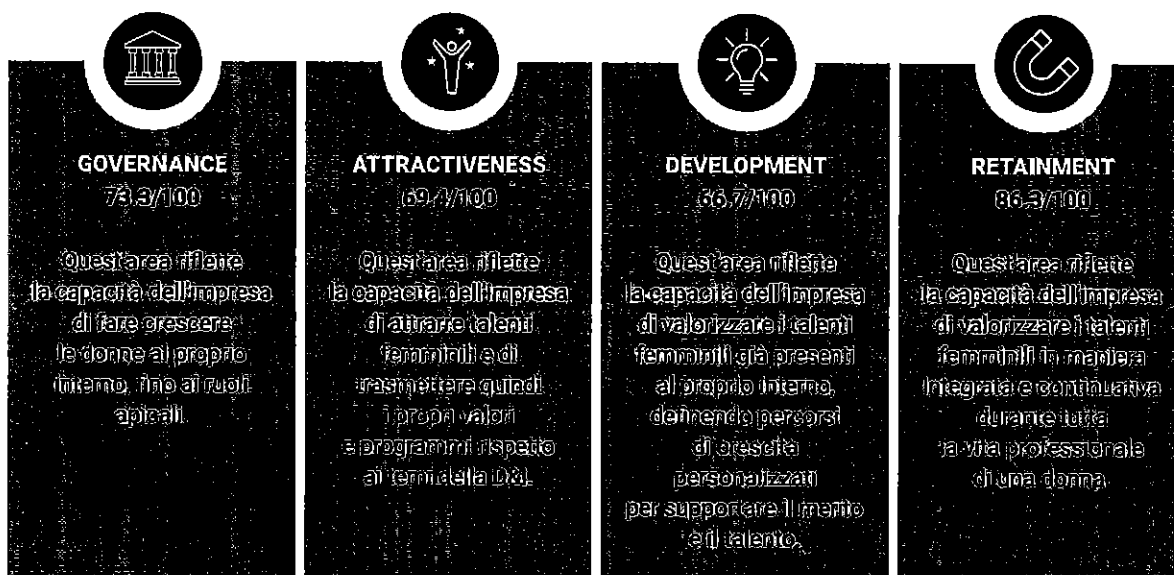 GOVERNANCE
73.3/100
Quest'area riflette
la capacità dell'impresa
di fare crescere
le donne al proprio
interno, fino ai ruoli
apicali.
ATTRACTIVENESS
69.4/100
Quest'area riflette
la capacità dell'impresa
di attrarre talenti
femminili e di
trasmettere quindi
i propri valori
e programmi rispetto
ai temi della D&I.
DEVELOPMENT
66.7/100
Quest'area riflette
la capacità dell'impresa
di valorizzare i talenti
femminili già presenti
al proprio interno,
definendo percorsi
di crescita
personalizzati
per supportare il merito
e il talento.
RETAINMENT
86.3/100
Quest'area riflette
la capacità dell'impresa
di valorizzare i talenti
femminili in maniera
integrata e continuativa
durante tutta
la vita professionale
di una donna